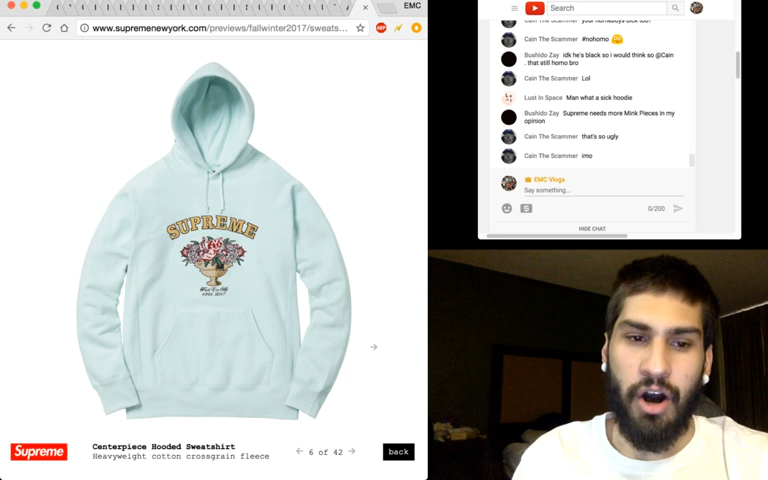 EMC
www.supremenewyork.com/previews/fallwinter2017/sweats...
ABP
SUPREME
Supreme
Centerpiece Hooded Sweatshirt
Heavyweight cotton crossgrain fleece
6 of 42
back
Search
Cain The Scammer
Cain The Scammer #nohomo
Bushido Zay idk he's black so i would think so @Cain
. that still homo bro
Cain The Scammer Lol
Lust In Space Man what a sick hoodie
Bushido Zay Supreme needs more Mink Pieces in my
opinion
Cain The Scammer that's so ugly
Cain The Scammer imo
EMC Vlogs
Say something...
0/200
HIDE CHAT